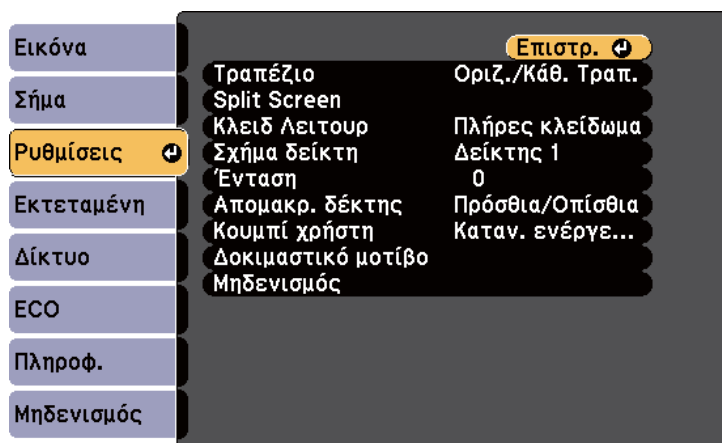 Εικόνα
Σήμα
Ρυθμίσεις
Εκτεταμένη
Δίκτυο
ECO
Πληροφ.
Μηδενισμός
Επιστρ.
Τραπέζιο Οριζ./Κάθ. Τραπ.
Split Screen
Κλειδ Λειτουρ Πλήρες κλείδωμα
Σχήμα δείκτη Δείκτης 1
Ένταση 0
Απομακρ. δέκτης Πρόσθια/Οπίσθια
Κουμπί χρήστη Καταν. ενέργε...
Δοκιμαστικό μοτίβο
Μηδενισμός